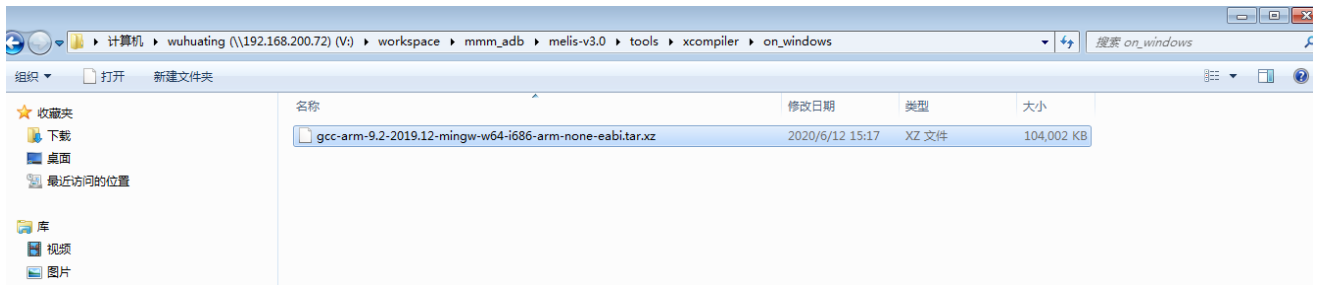 计算机 ▸ wuhuating (\\192.168.200.72) (V:) ▸ workspace ▸ mmm_adb ▸ melis-v3.0 ▸ tools ▸ xcompiler ▸ on_windows
搜索 on_windows
组织 打开 新建文件夹
收藏夹
下载
桌面
最近访问的位置
库
视频
图片
名称 修改日期 类型 大小
gcc-arm-9.2-2019.12-mingw-w64-i686-arm-none-eabi.tar.xz 2020/6/12 15:17 XZ 文件 104,002 KB